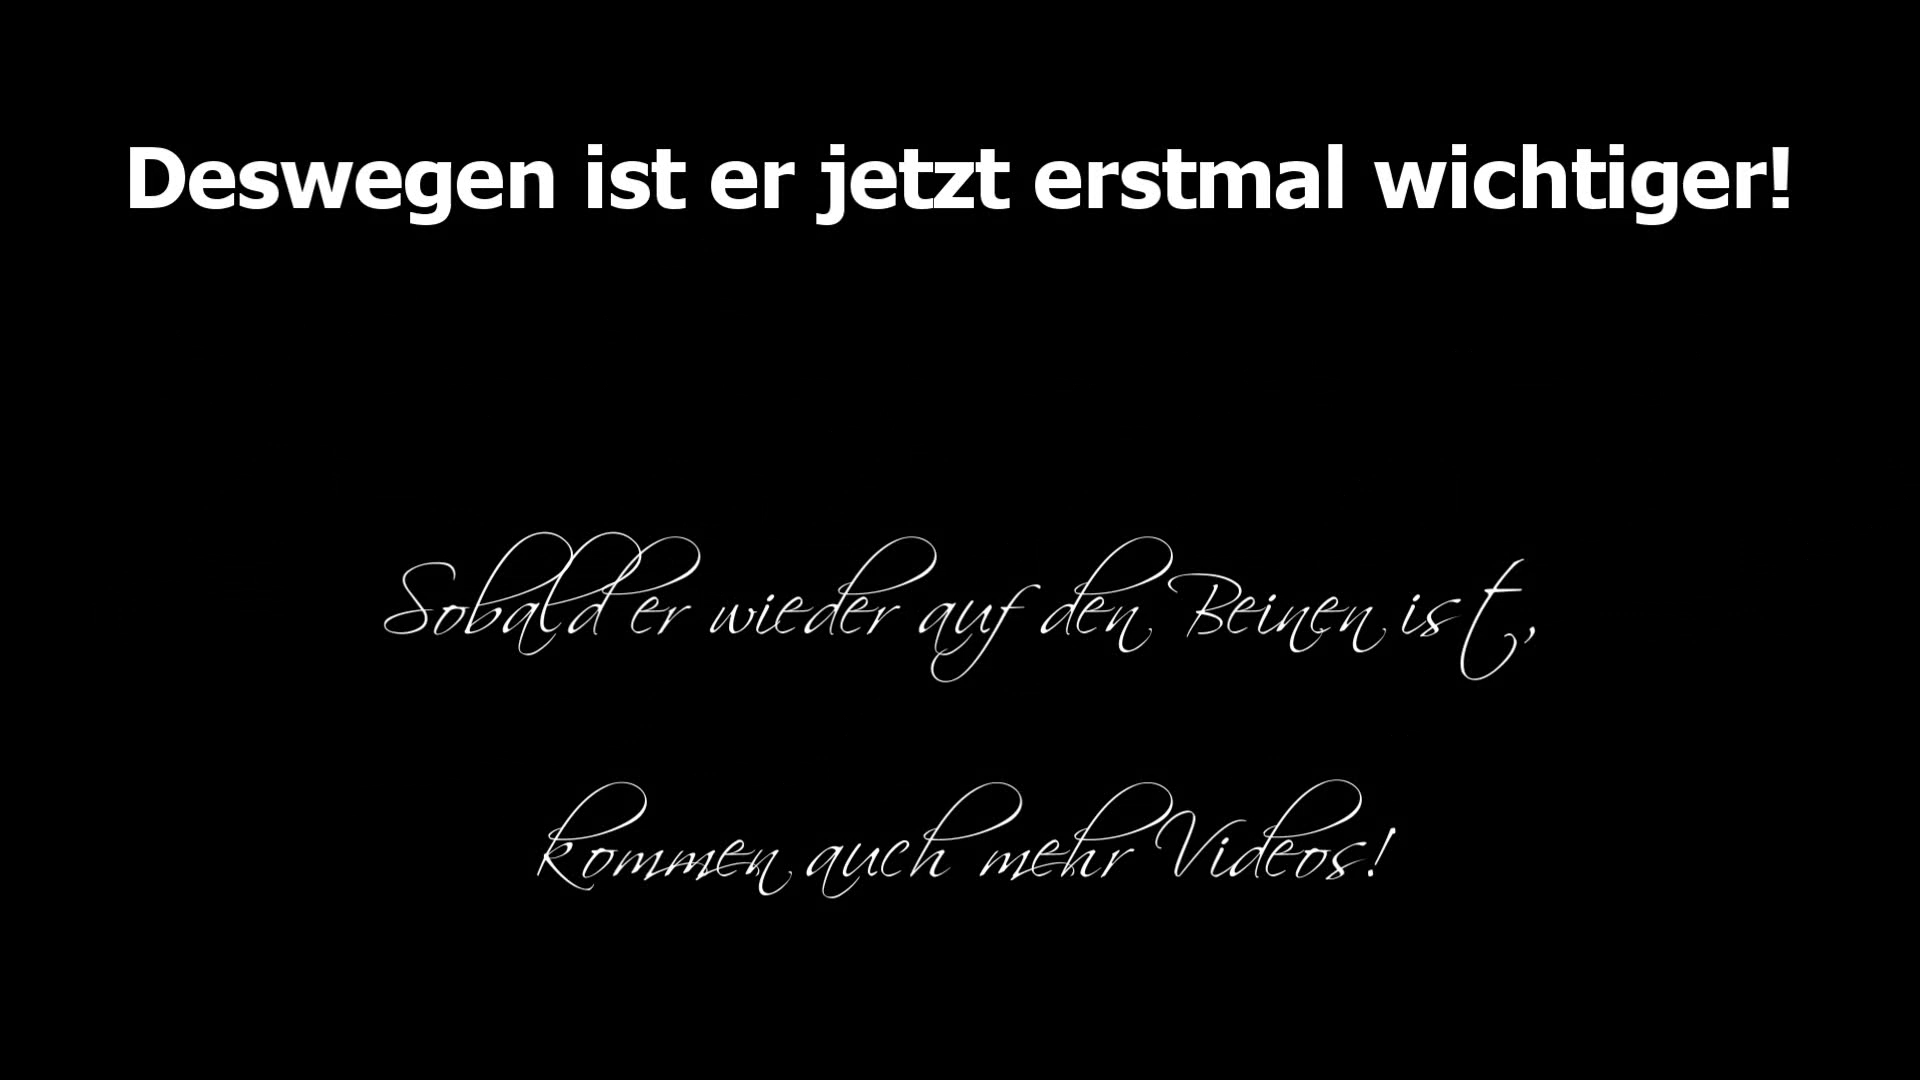 Deswegen ist er jetzt erstmal wichtiger!
Sobald er wieder auf den Beinen ist,
kommen auch mehr Videos!